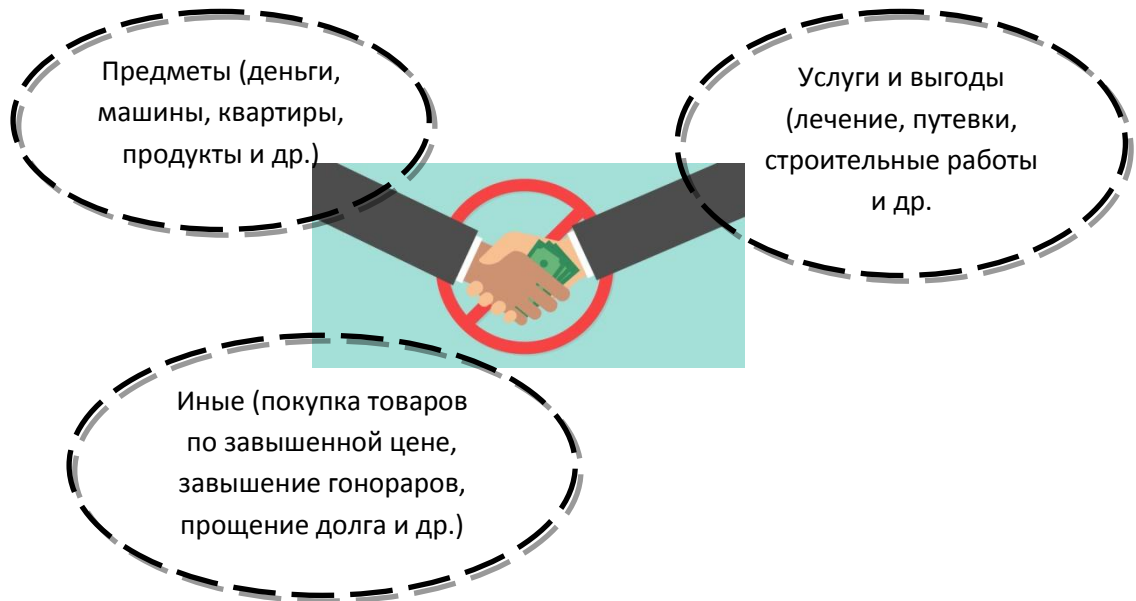 Предметы (деньги,
машины, квартиры,
продукты и др.)
Услуги и выгоды
(лечение, путевки,
строительные работы
и др.
Иные (покупка товаров
по завышенной цене,
завышение гонораров,
прощение долга и др.)